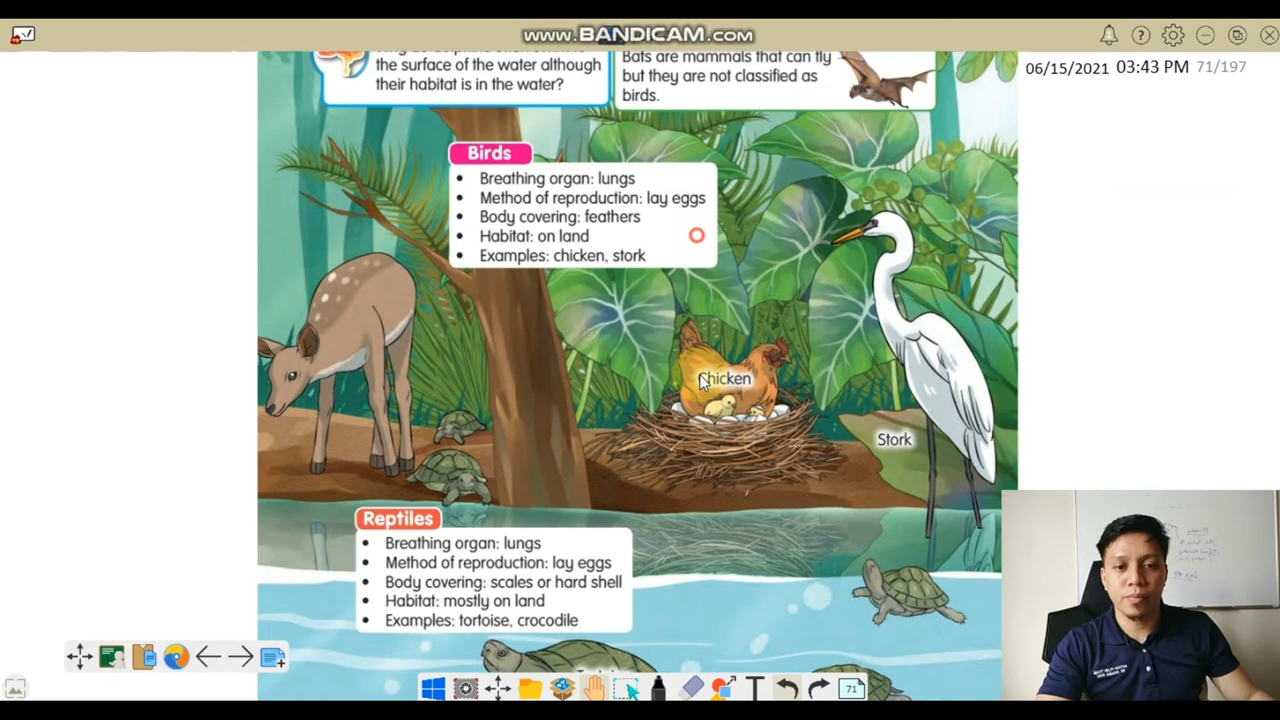 www.BANDICAM.com
06/15/2021 03:43 PM 71/197
the surface of the water although
their habitat is in the water?
Bats are mammals that can fly
but they are not classified as
birds.
Birds
• Breathing organ: lungs
• Method of reproduction: lay eggs
• Body covering: feathers
• Habitat: on land
• Examples: chicken, stork
Chicken
Stork
Reptiles
• Breathing organ: lungs
• Method of reproduction: lay eggs
• Body covering: scales or hard shell
• Habitat: mostly on land
• Examples: tortoise, crocodile
71